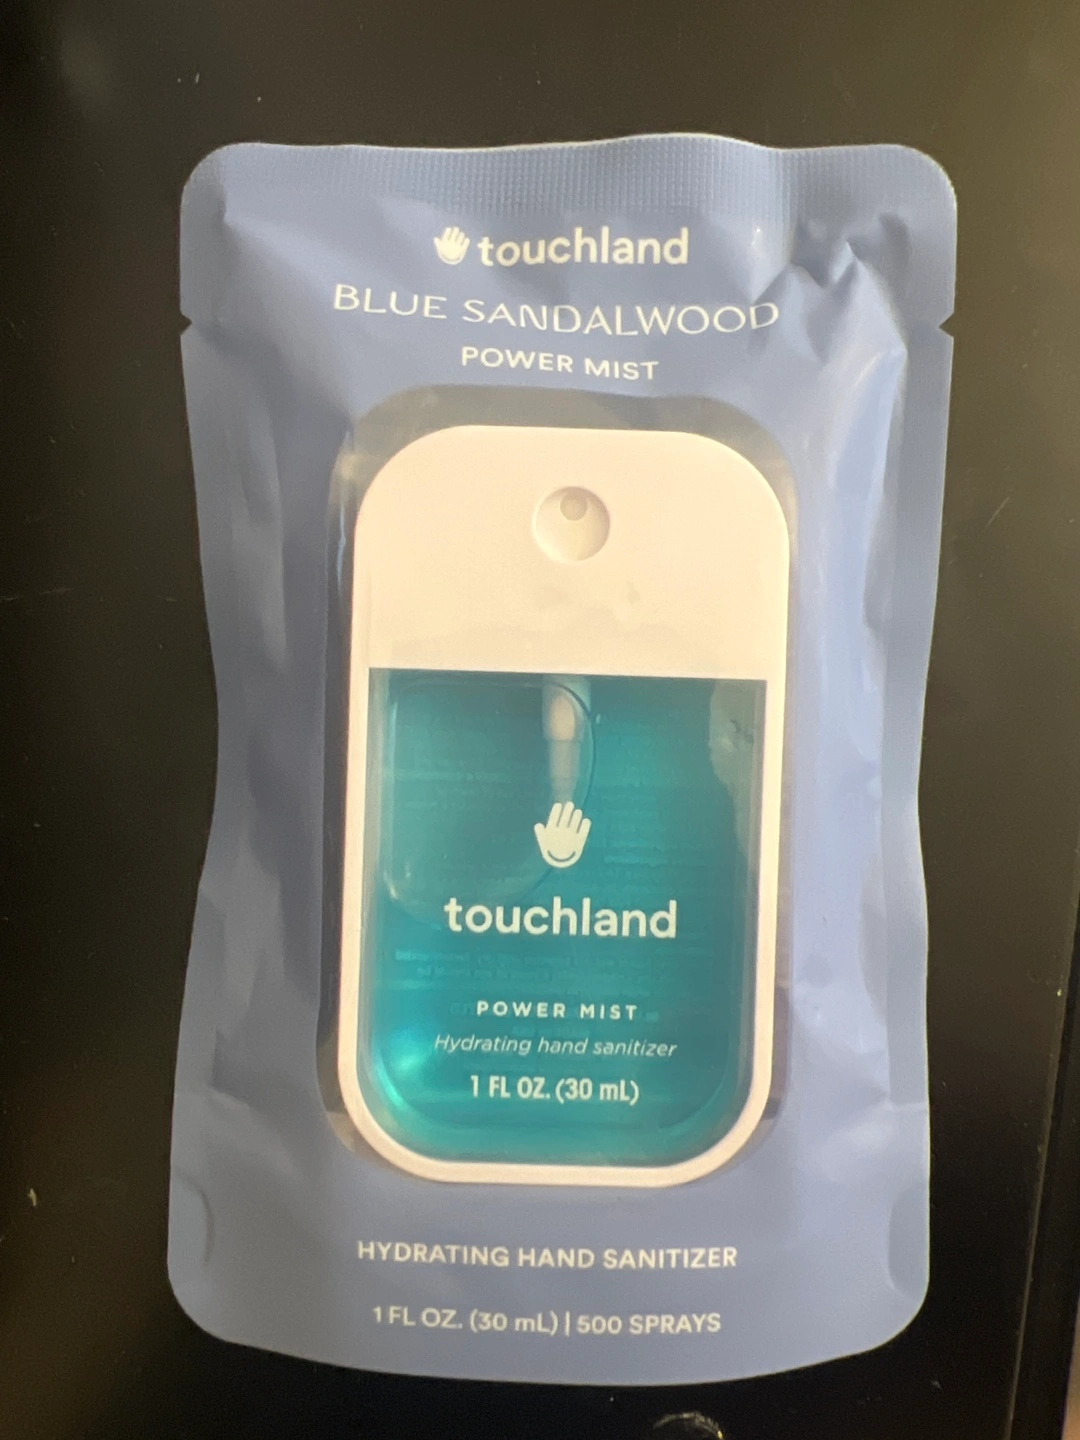 touchland
BLUE SANDALWOOD
POWER MIST
touchland
POWER MIST
Hydrating hand sanitizer
1 FL OZ. (30 mL)
HYDRATING HAND SANITIZER
1 FL OZ. (30 mL) | 500 SPRAYS